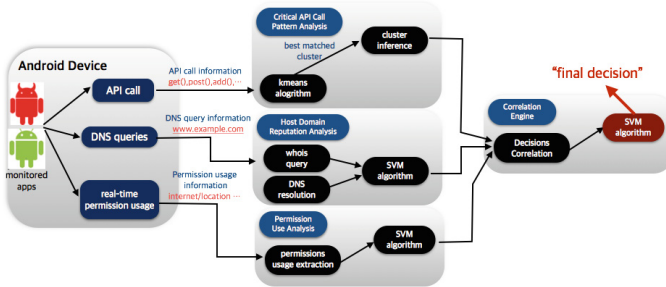 Android Device
API call
DNS queries
real-time
permission usage
monitored
apps
API call information
get(),post(),add(),···
DNS query information
www.example.com
Permission usage
information
internet/location ···
Critical API Call
Pattern Analysis
best matched
cluster
kmeans
alogrithm
cluster
inference
Host Domain
Reputation Analysis
whois
query
DNS
resolution
SVM
algorithm
Permission
Use Analysis
permissions
usage extraction
SVM
algorithm
Correlation
Engine
Decisions
Correlation
SVM
algorithm
“final decision”